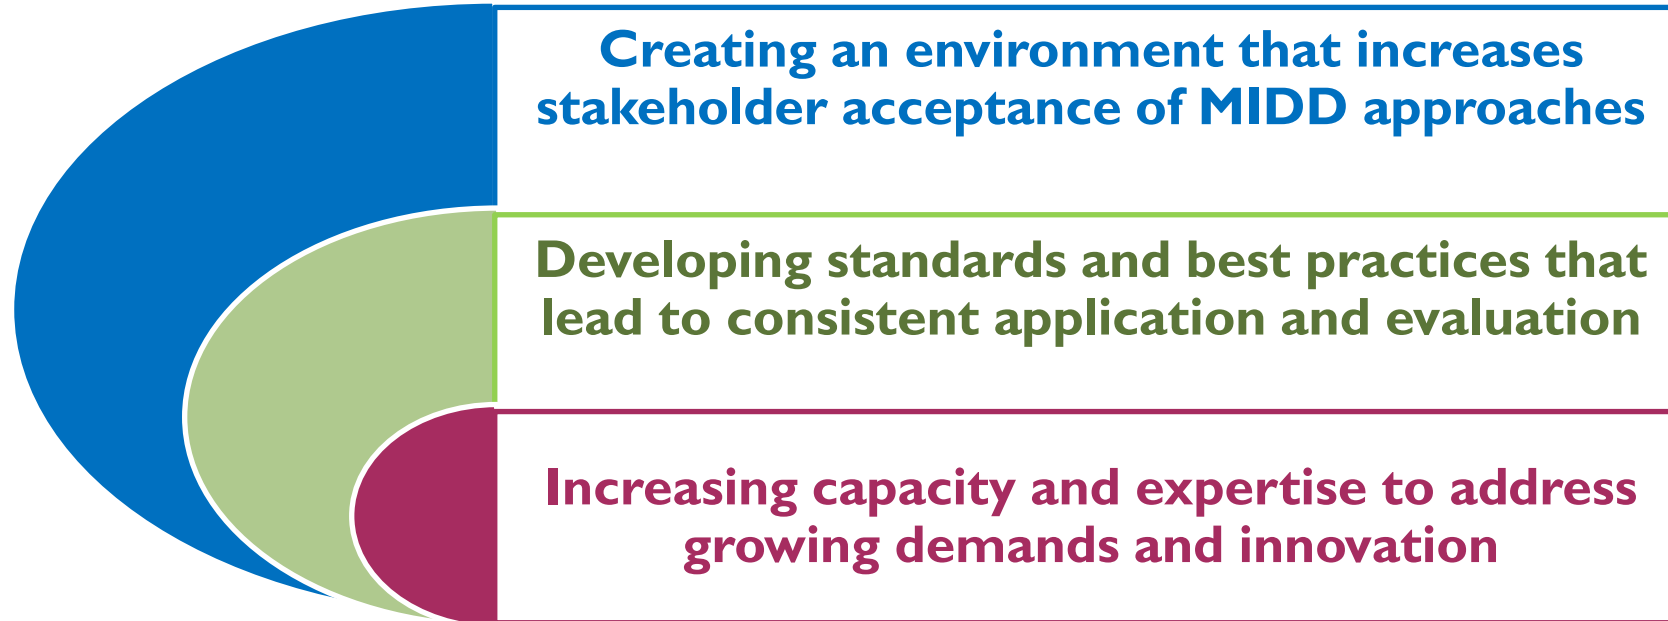 Creating an environment that increases
stakeholder acceptance of MIDD approaches
Developing standards and best practices that
lead to consistent application and evaluation
Increasing capacity and expertise to address
growing demands and innovation